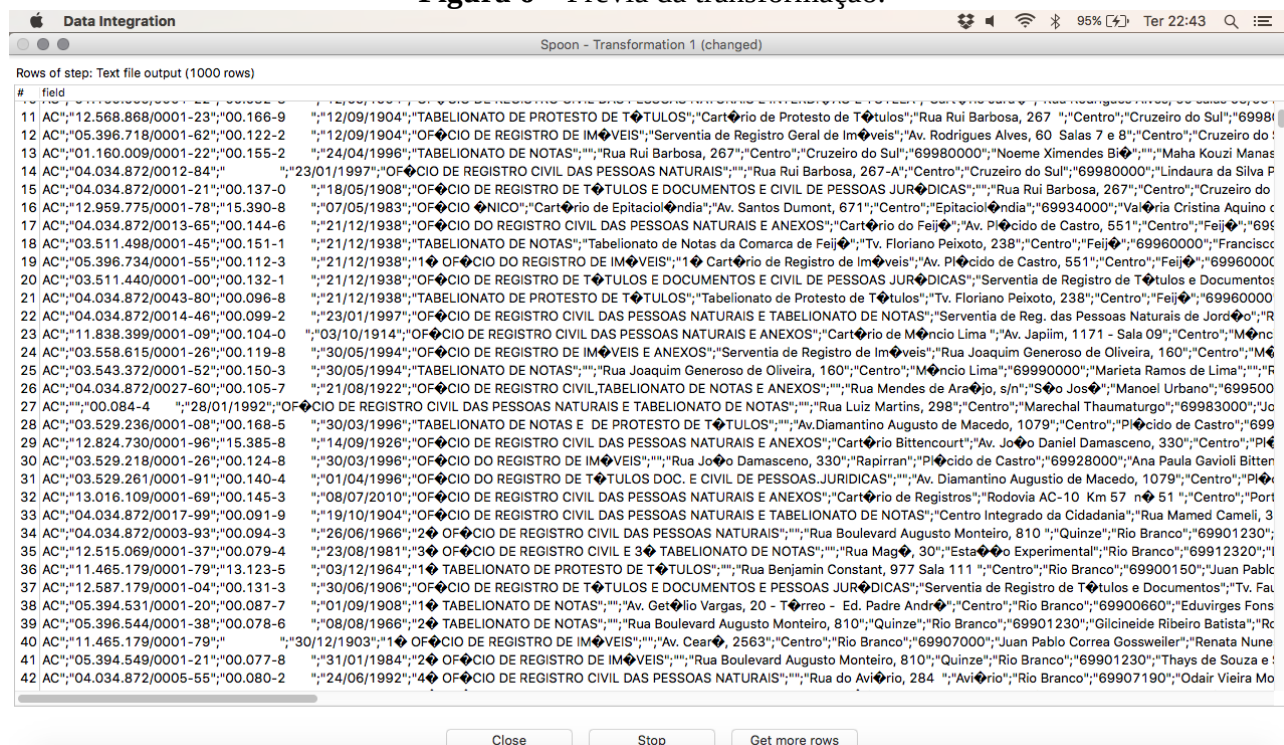 Figura 6 – Prévia da transformação.
Data Integration 95% Ter 22:43
Spoon - Transformation 1 (changed)
Rows of step: Text file output (1000 rows)
# field
11 AC";"12.568.868/0001-23";"00.166-9 ";"12/09/1904";"TABELIONATO DE PROTESTO DE T�TULOS";"Cart�rio de Protesto de T�tulos";"Rua Rui Barbosa, 267 ";"Centro";"Cruzeiro do Sul";"69980
12 AC";"05.396.718/0001-62";"00.122-2 ";"12/09/1904";"OF�CIO DE REGISTRO DE IM�VEIS";"Serventia de Registro Geral de Im�veis";"Av. Rodrigues Alves, 60 Salas 7 e 8";"Centro";"Cruzeiro do
13 AC";"01.160.009/0001-22";"00.155-2 ";"24/04/1996";"TABELIONATO DE NOTAS";"";"Rua Rui Barbosa, 267";"Centro";"Cruzeiro do Sul";"69980000";"Noeme Ximendes Bi�";"";"Maha Kouzi Manas
14 AC";"04.034.872/0012-84";" ";"23/01/1997";"OF�CIO DE REGISTRO CIVIL DAS PESSOAS NATURAIS";"";"Rua Rui Barbosa, 267-A";"Centro";"Cruzeiro do Sul";"69980000";"Lindaura da Silva P
15 AC";"04.034.872/0001-21";"00.137-0 ";"18/05/1908";"OF�CIO DE REGISTRO DE T�TULOS E DOCUMENTOS E CIVIL DE PESSOAS JUR�DICAS";"";"Rua Rui Barbosa, 267";"Centro";"Cruzeiro do
16 AC";"12.959.775/0001-78";"15.390-8 ";"07/05/1983";"OF�CIO �NICO";"Cart�rio de Epitaciol�ndia";"Av. Santos Dumont, 671";"Centro";"Epitaciol�ndia";"69934000";"Val�ria Cristina Aquino
17 AC";"04.034.872/0013-65";"00.144-6 ";"21/12/1938";"OF�CIO DO REGISTRO CIVIL DAS PESSOAS NATURAIS E ANEXOS";"Cart�rio do Feij�";"Av. Pl�cido de Castro, 551";"Centro";"Feij�";"699
18 AC";"03.511.498/0001-45";"00.151-1 ";"21/12/1938";"TABELIONATO DE NOTAS";"Tabelionato de Notas da Comarca de Feij�";"Tv. Floriano Peixoto, 238";"Centro";"Feij�";"69960000";"Francisco
19 AC";"05.396.734/0001-55";"00.112-3 ";"21/12/1938";"1� OF�CIO DO REGISTRO DE IM�VEIS";"1� Cart�rio de Registro de Im�veis";"Av. Pl�cido de Castro, 551";"Centro";"Feij�";"69960000
20 AC";"03.511.440/0001-00";"00.132-1 ";"21/12/1938";"OF�CIO DE REGISTRO DE T�TULOS E DOCUMENTOS E CIVIL DE PESSOAS JUR�DICAS";"Serventia de Registro de T�tulos e Documentos
21 AC";"04.034.872/0043-80";"00.096-8 ";"21/12/1938";"TABELIONATO DE PROTESTO DE T�TULOS";"Tabelionato de Protesto de T�tulos";"Tv. Floriano Peixoto, 238";"Centro";"Feij�";"69960000
22 AC";"04.034.872/0014-46";"00.099-2 ";"23/01/1997";"OF�CIO DE REGISTRO CIVIL DAS PESSOAS NATURAIS E TABELIONATO DE NOTAS";"Serventia de Reg. das Pessoas Naturais de Jord�o";"R
23 AC";"11.838.399/0001-09";"00.104-0 ";"03/10/1914";"OF�CIO DE REGISTRO CIVIL DAS PESSOAS NATURAIS E ANEXOS";"Cart�rio de M�ncio Lima ";"Av. Japiim, 1171 - Sala 09";"Centro";"M�nc
24 AC";"03.558.615/0001-26";"00.119-8 ";"30/05/1994";"OF�CIO DE REGISTRO DE IM�VEIS E ANEXOS";"Serventia de Registro de Im�veis";"Rua Joaquim Generoso de Oliveira, 160";"Centro";"M�
25 AC";"03.543.372/0001-52";"00.150-3 ";"30/05/1994";"TABELIONATO DE NOTAS";"";"Rua Joaquim Generoso de Oliveira, 160";"Centro";"M�ncio Lima";"69990000";"Marieta Ramos de Lima";"";"R
26 AC";"04.034.872/0027-60";"00.105-7 ";"21/08/1922";"OF�CIO DE REGISTRO CIVIL,TABELIONATO DE NOTAS E ANEXOS";"";"Rua Mendes de Ara�jo, s/n";"S�o Jos�";"Manoel Urbano";"699500
27 AC";"";"00.084-4 ";"28/01/1992";"OF�CIO DE REGISTRO CIVIL DAS PESSOAS NATURAIS E TABELIONATO DE NOTAS";"";"Rua Luiz Martins, 298";"Centro";"Marechal Thaumaturgo";"69983000";"Jo
28 AC";"03.529.236/0001-08";"00.168-5 ";"30/03/1996";"TABELIONATO DE NOTAS E DE PROTESTO DE T�TULOS";"";"Av.Diamantino Augusto de Macedo, 1079";"Centro";"Pl�cido de Castro";"699
29 AC";"12.824.730/0001-96";"15.385-8 ";"14/09/1926";"OF�CIO DE REGISTRO CIVIL DAS PESSOAS NATURAIS E ANEXOS";"Cart�rio Bittencourt";"Av. Jo�o Daniel Damasceno, 330";"Centro";"Pl�
30 AC";"03.529.218/0001-26";"00.124-8 ";"30/03/1996";"OF�CIO DO REGISTRO DE IM�VEIS";"";"Rua Jo�o Damasceno, 330";"Rapirran";"Pl�cido de Castro";"69928000";"Ana Paula Gavioli Bitten
31 AC";"03.529.261/0001-91";"00.140-4 ";"01/04/1996";"OF�CIO DO REGISTRO DE T�TULOS DOC. E CIVIL DE PESSOAS.JURIDICAS";"";"Av. Diamantino Augustio de Macedo, 1079";"Centro";"Pl�
32 AC";"13.016.109/0001-69";"00.145-3 ";"08/07/2010";"OF�CIO DE REGISTRO CIVIL DAS PESSOAS NATURAIS E ANEXOS";"Cart�rio de Registros";"Rodovia AC-10 Km 57 n� 51 ";"Centro";"Port
33 AC";"04.034.872/0017-99";"00.091-9 ";"19/10/1904";"OF�CIO DE REGISTRO CIVIL DAS PESSOAS NATURAIS E TABELIONATO DE NOTAS";"Centro Integrado da Cidadania";"Rua Mamed Cameli, 3
34 AC";"04.034.872/0003-93";"00.094-3 ";"26/06/1966";"2� OF�CIO DE REGISTRO CIVIL DAS PESSOAS NATURAIS";"";"Rua Boulevard Augusto Monteiro, 810 ";"Quinze";"Rio Branco";"69901230";
35 AC";"12.515.069/0001-37";"00.079-4 ";"23/08/1981";"3� OF�CIO DE REGISTRO CIVIL E 3� TABELIONATO DE NOTAS";"";"Rua Mag�, 30";"Esta��o Experimental";"Rio Branco";"69912320";"
36 AC";"11.465.179/0001-79";"13.123-5 ";"03/12/1964";"1� TABELIONATO DE PROTESTO DE T�TULOS";"";"Rua Benjamin Constant, 977 Sala 111 ";"Centro";"Rio Branco";"69900150";"Juan Pablo
37 AC";"12.587.179/0001-04";"00.131-3 ";"30/06/1906";"OF�CIO DE REGISTRO DE T�TULOS E DOCUMENTOS E PESSOAS JUR�DICAS";"Serventia de Registro de T�tulos e Documentos";"Tv. Fau
38 AC";"05.394.531/0001-20";"00.087-7 ";"01/09/1908";"1� TABELIONATO DE NOTAS";"";"Av. Get�lio Vargas, 20 - T�rreo - Ed. Padre Andr�";"Centro";"Rio Branco";"69900660";"Eduvirges Fons
39 AC";"05.396.544/0001-38";"00.078-6 ";"08/08/1966";"2� TABELIONATO DE NOTAS";"";"Rua Boulevard Augusto Monteiro, 810";"Quinze";"Rio Branco";"69901230";"Gilcineide Ribeiro Batista";"Ro
40 AC";"11.465.179/0001-79";" ";"30/12/1903";"1� OF�CIO DE REGISTRO DE IM�VEIS";"";"Av. Cear�, 2563";"Centro";"Rio Branco";"69907000";"Juan Pablo Correa Gossweiler";"Renata Nune
41 AC";"05.394.549/0001-21";"00.077-8 ";"31/01/1984";"2� OF�CIO DE REGISTRO DE IM�VEIS";"";"Rua Boulevard Augusto Monteiro, 810";"Quinze";"Rio Branco";"69901230";"Thays de Souza e
42 AC";"04.034.872/0005-55";"00.080-2 ";"24/06/1992";"4� OF�CIO DE REGISTRO CIVIL DAS PESSOAS NATURAIS";"";"Rua do Avi�rio, 284 ";"Avi�rio";"Rio Branco";"69907190";"Odair Vieira Mo
Close Stop Get more rows